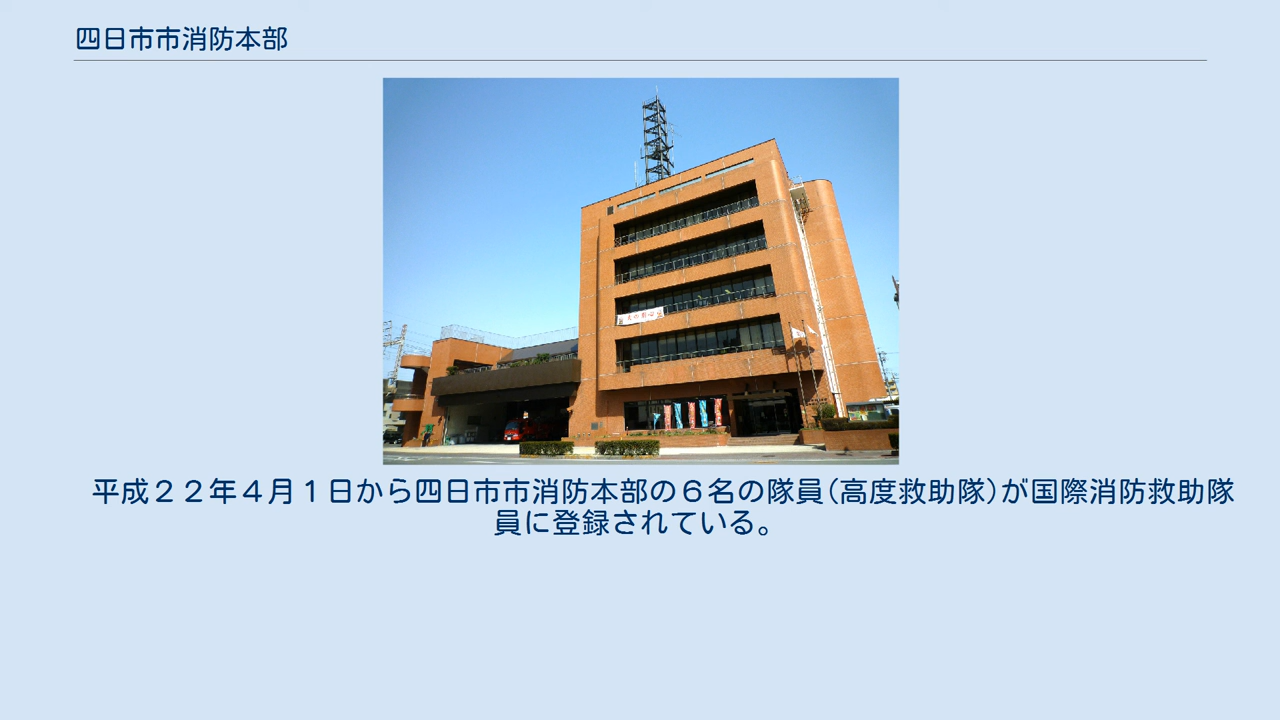 四日市市消防本部
平成２２年４月１日から四日市市消防本部の６名の隊員(高度救助隊)が国際消防救助隊
員に登録されている。